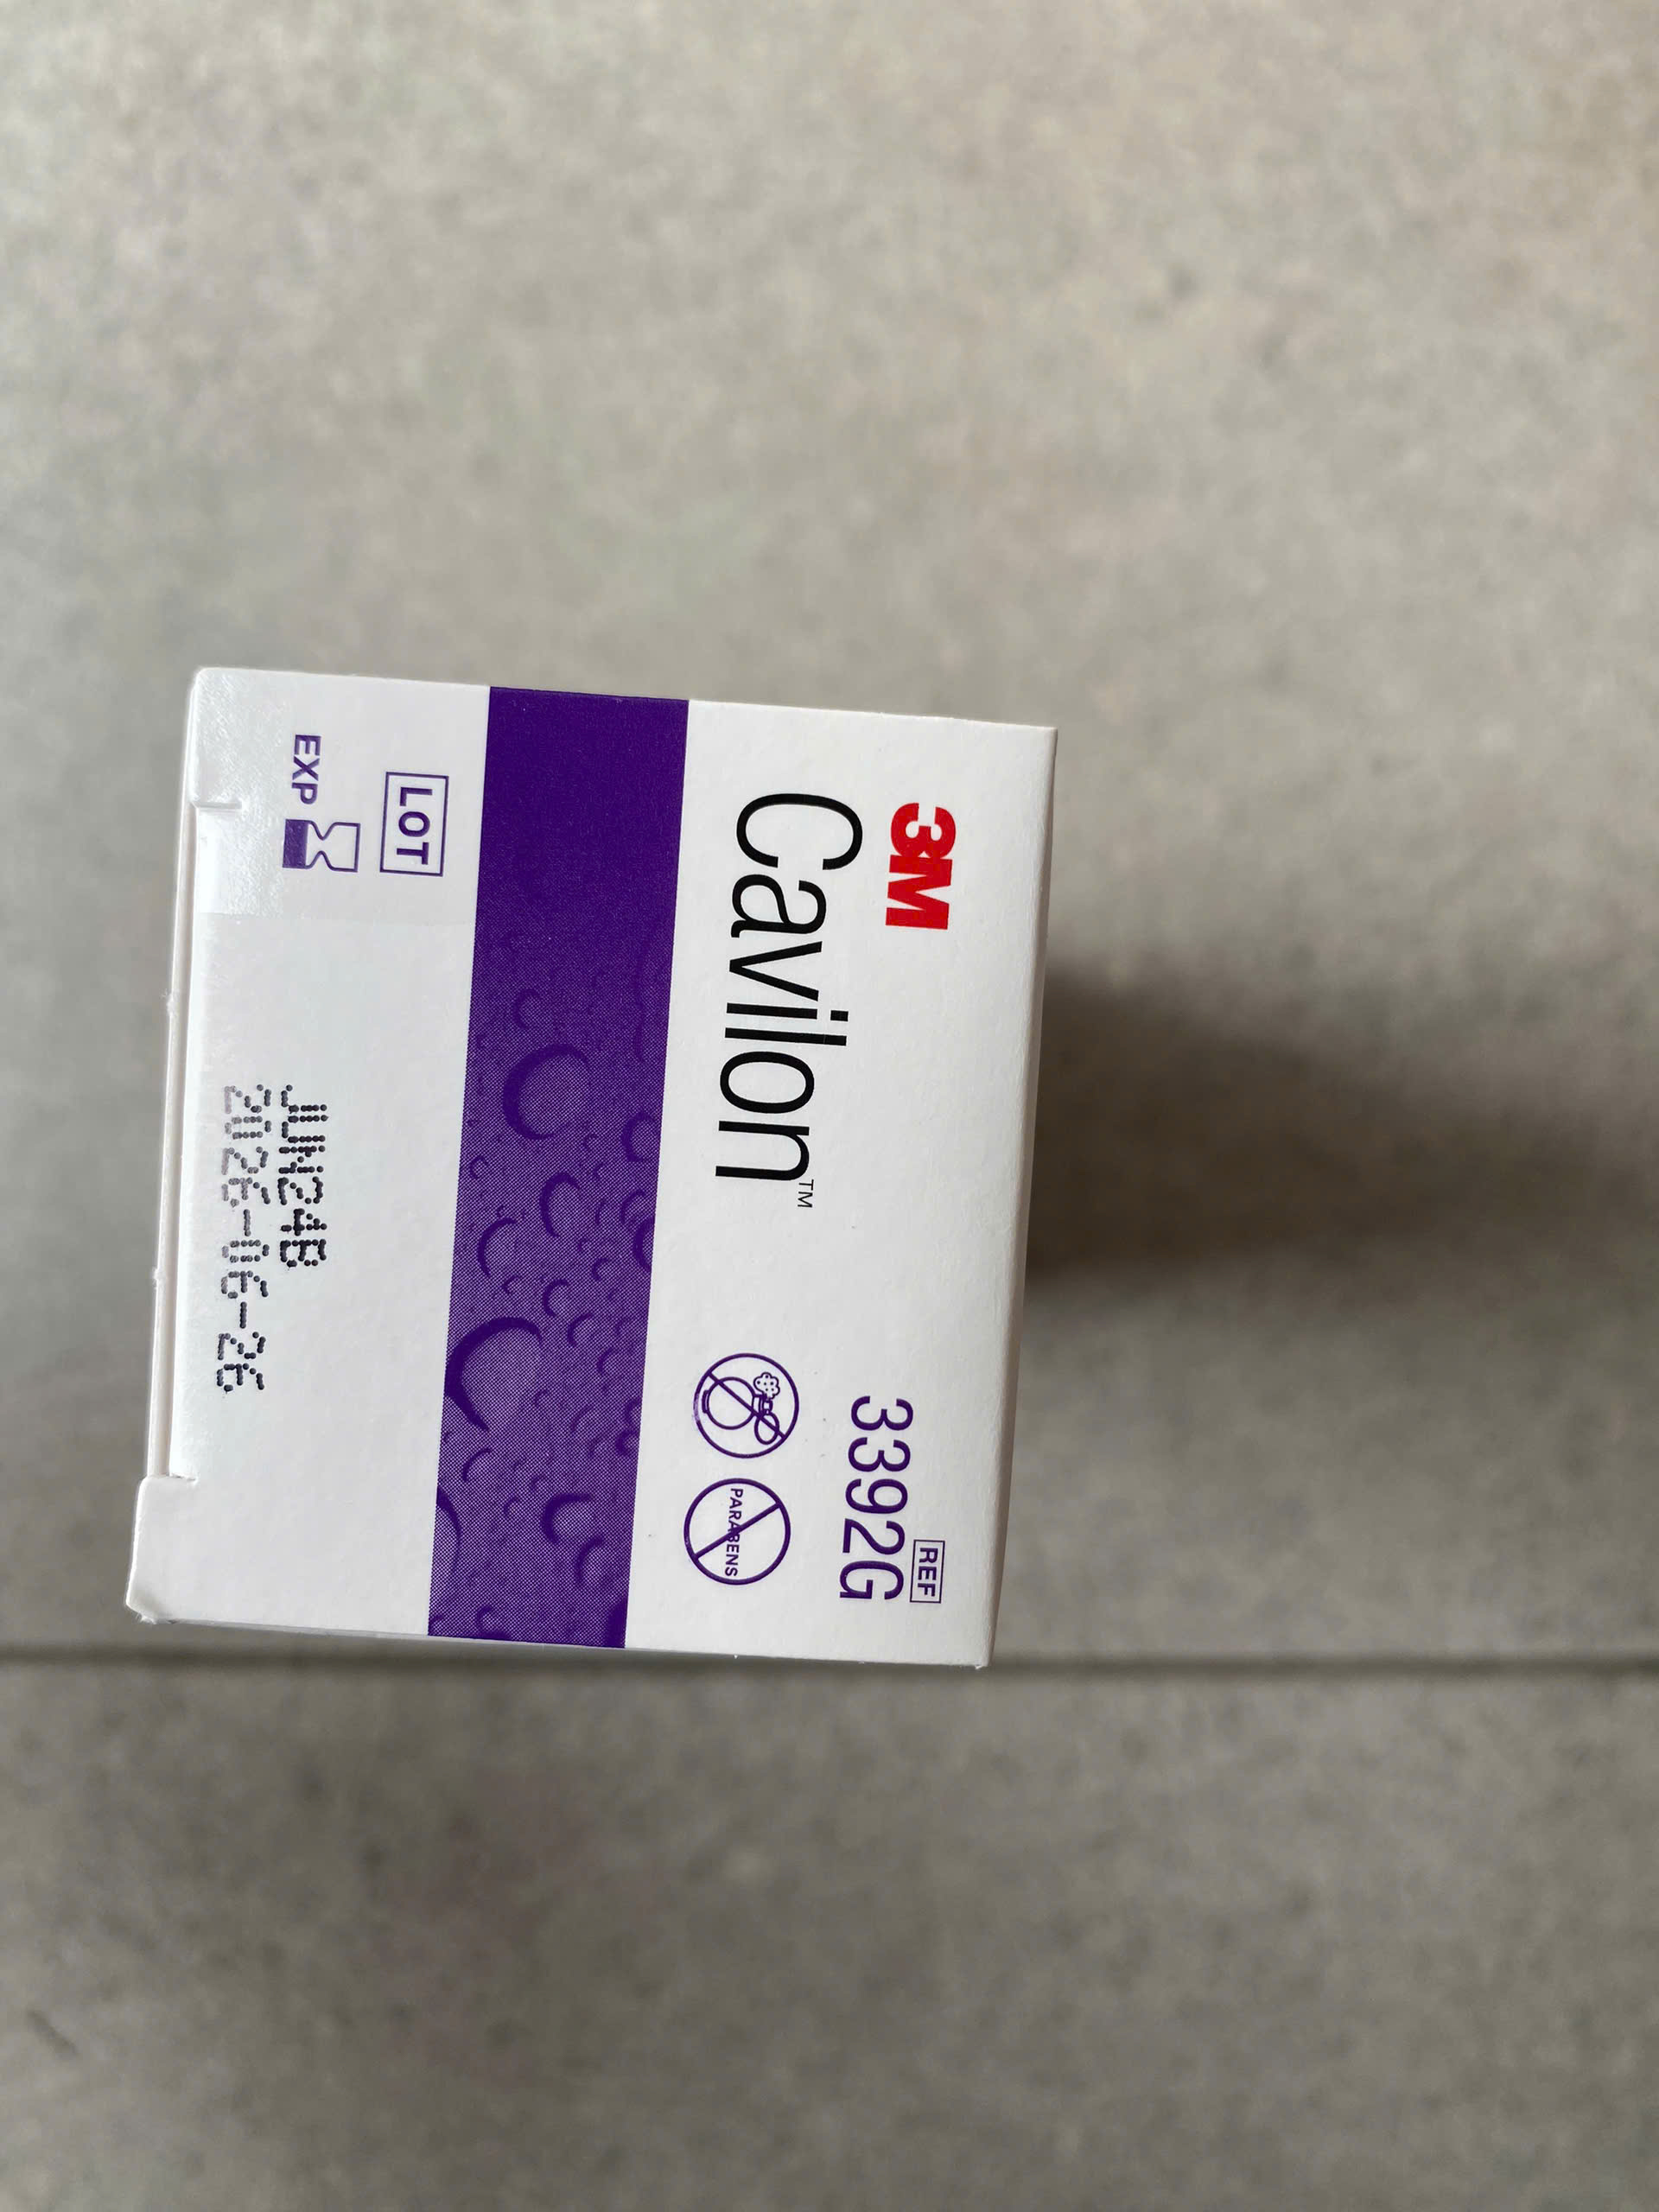 3M
Cavilon™
REF
3392G
PARABENS
LOT
EXP
JUN24B
2026-06-26